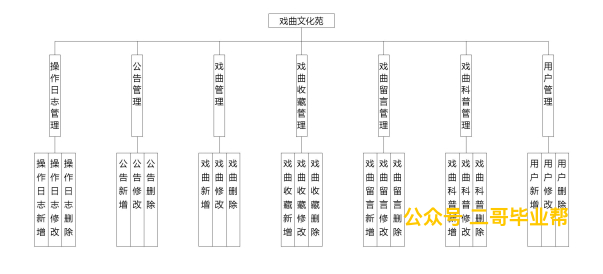 戏曲文化苑
操作日志管理
公告管理
戏曲管理
戏曲收藏管理
戏曲留言管理
戏曲科普管理
用户管理
操作日志新增
操作日志修改
操作日志删除
公告新增
公告修改
公告删除
戏曲新增
戏曲修改
戏曲删除
戏曲收藏新增
戏曲收藏修改
戏曲收藏删除
戏曲留言新增
戏曲留言修改
戏曲留言删除
戏曲科普新增
戏曲科普修改
戏曲科普删除
用户新增
用户修改
用户删除
公众号:二哥毕业帮